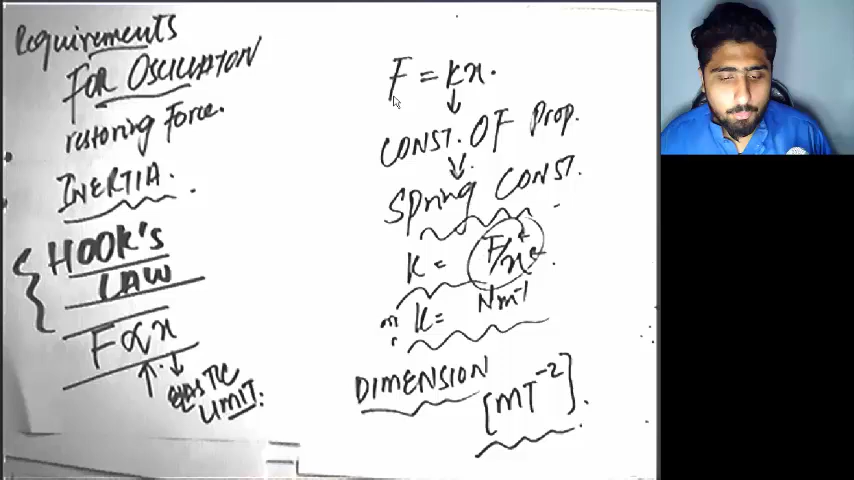 Requirements
FOR OSCILLATION
restoring Force.
INERTIA.
HOOK's
LAW
F∝x
elastic
LIMIT.
F = kx.
CONST. OF Prop.
Spring CONST.
K = F/x
K = Nm⁻¹
DIMENSION
[MT⁻²].